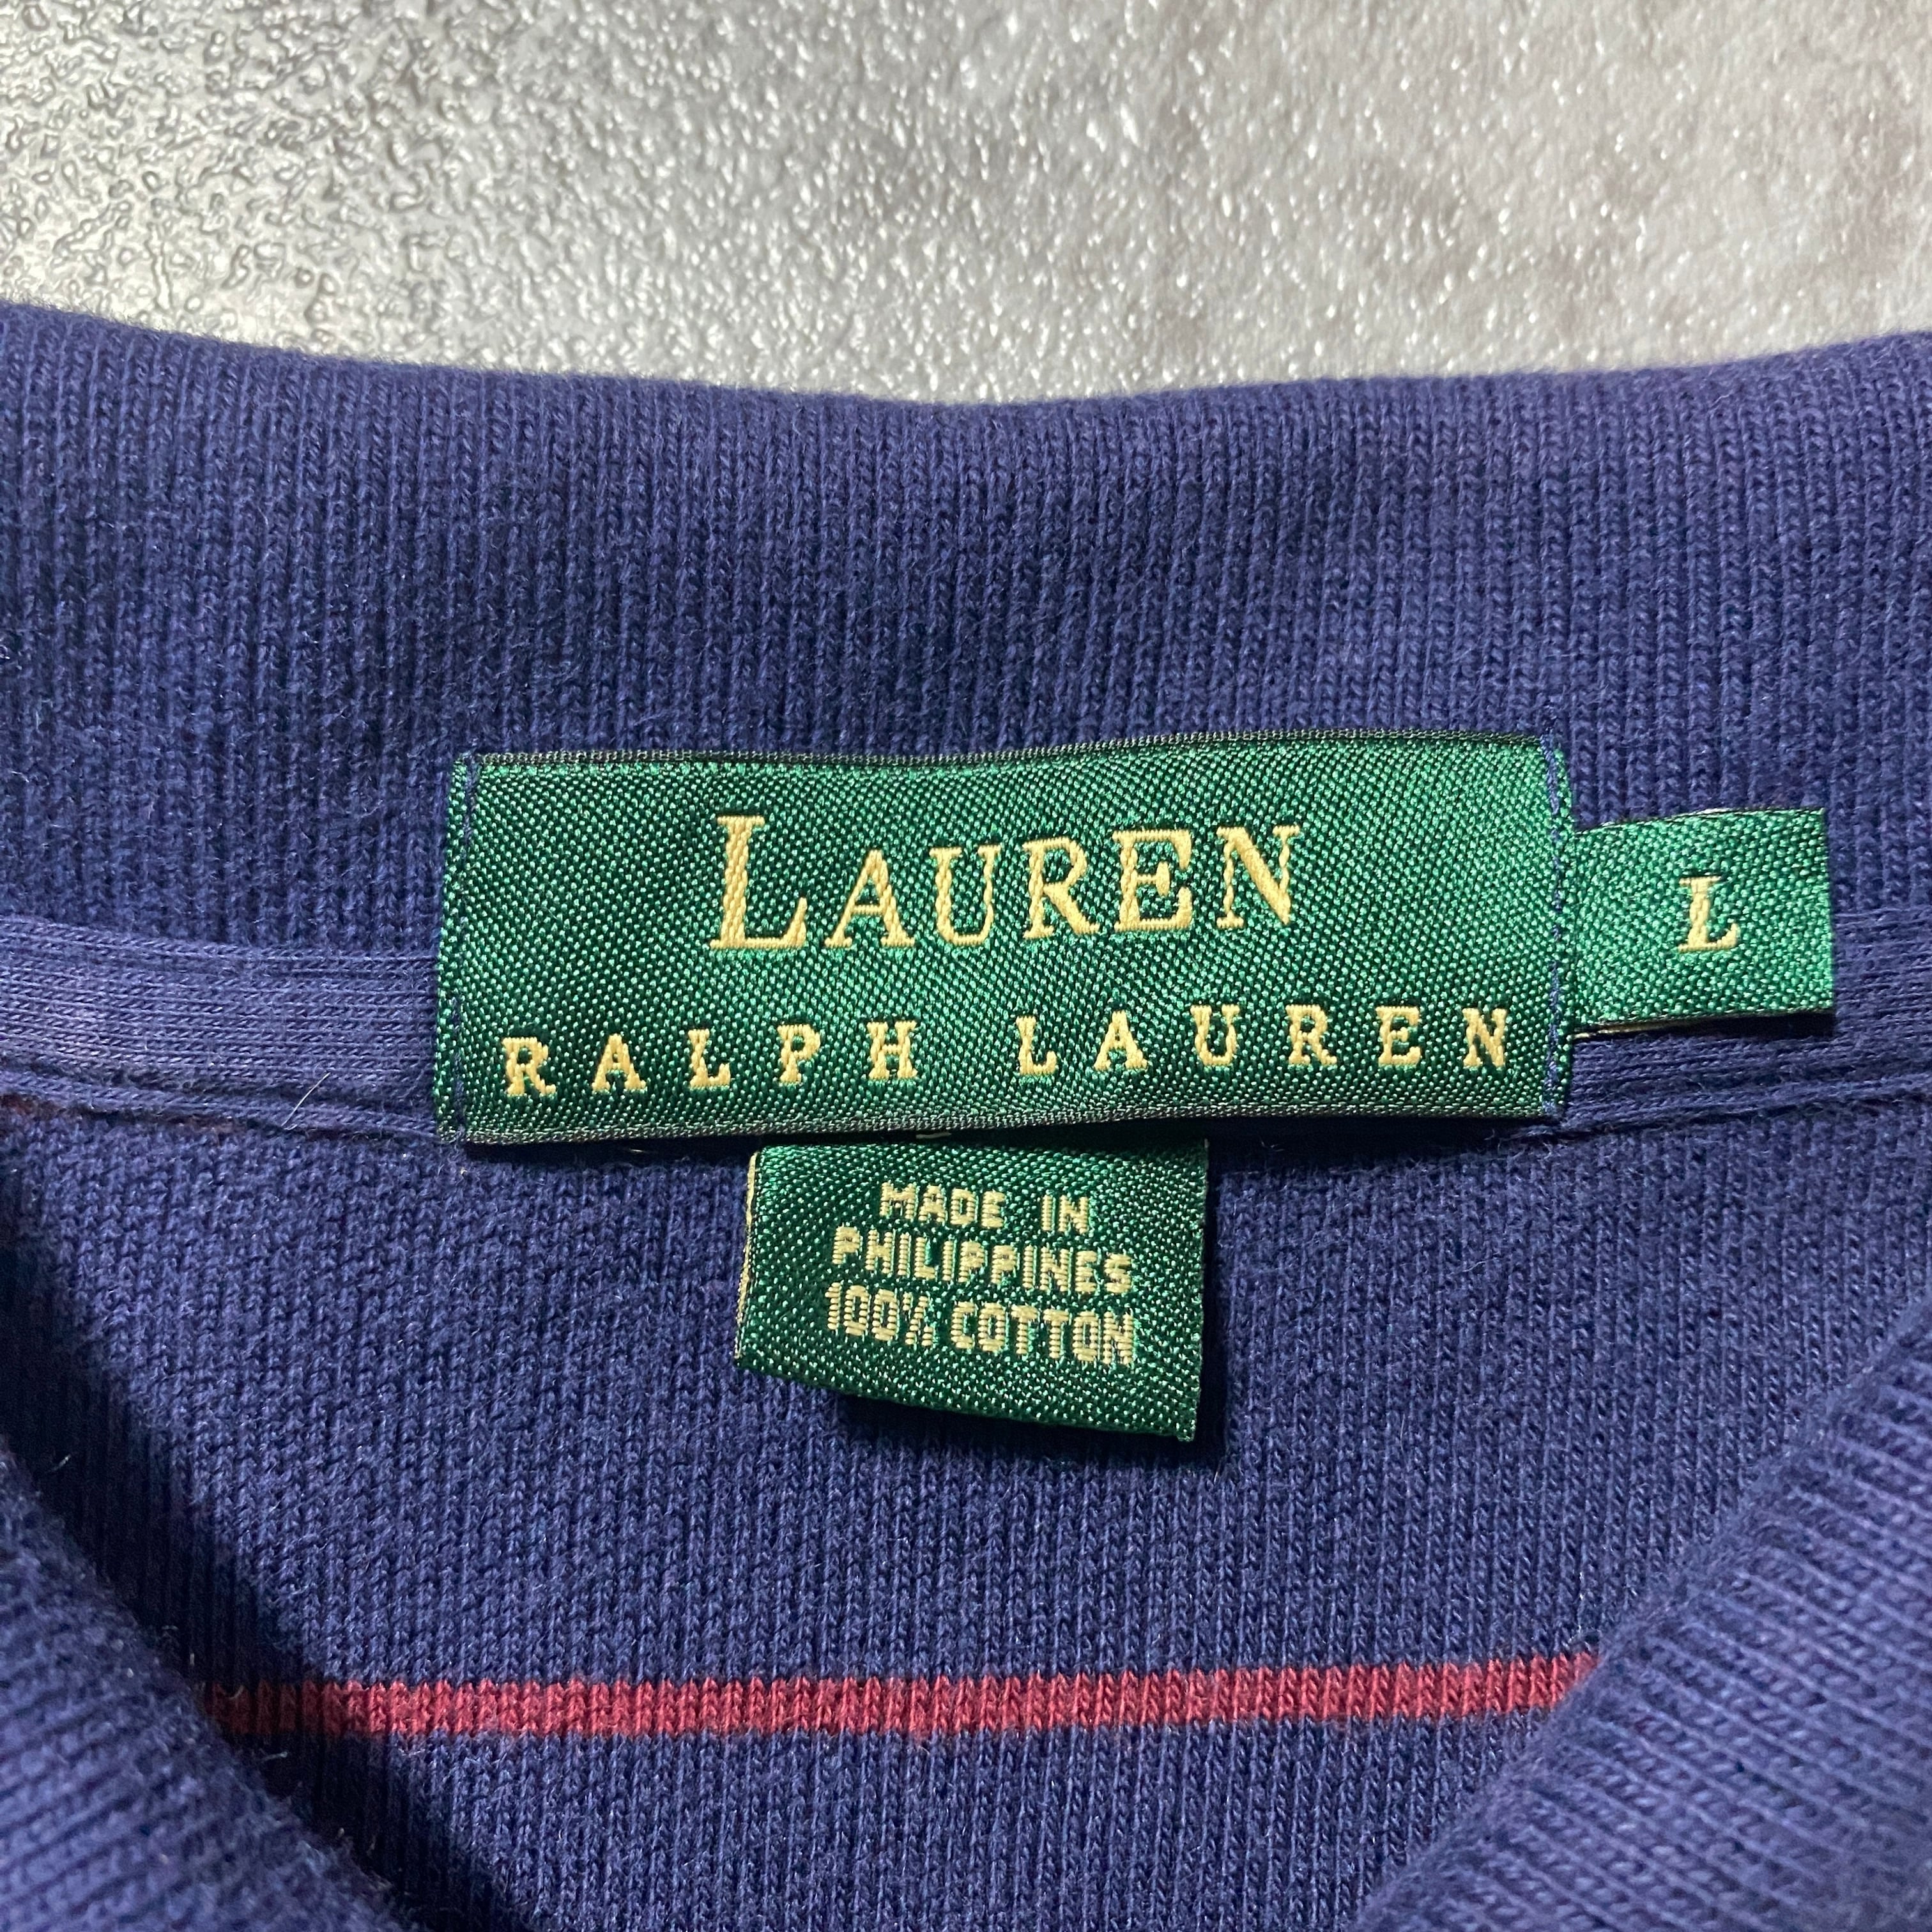 LAUREN
RALPH LAUREN
L
MADE IN
PHILIPPINES
100% COTTON